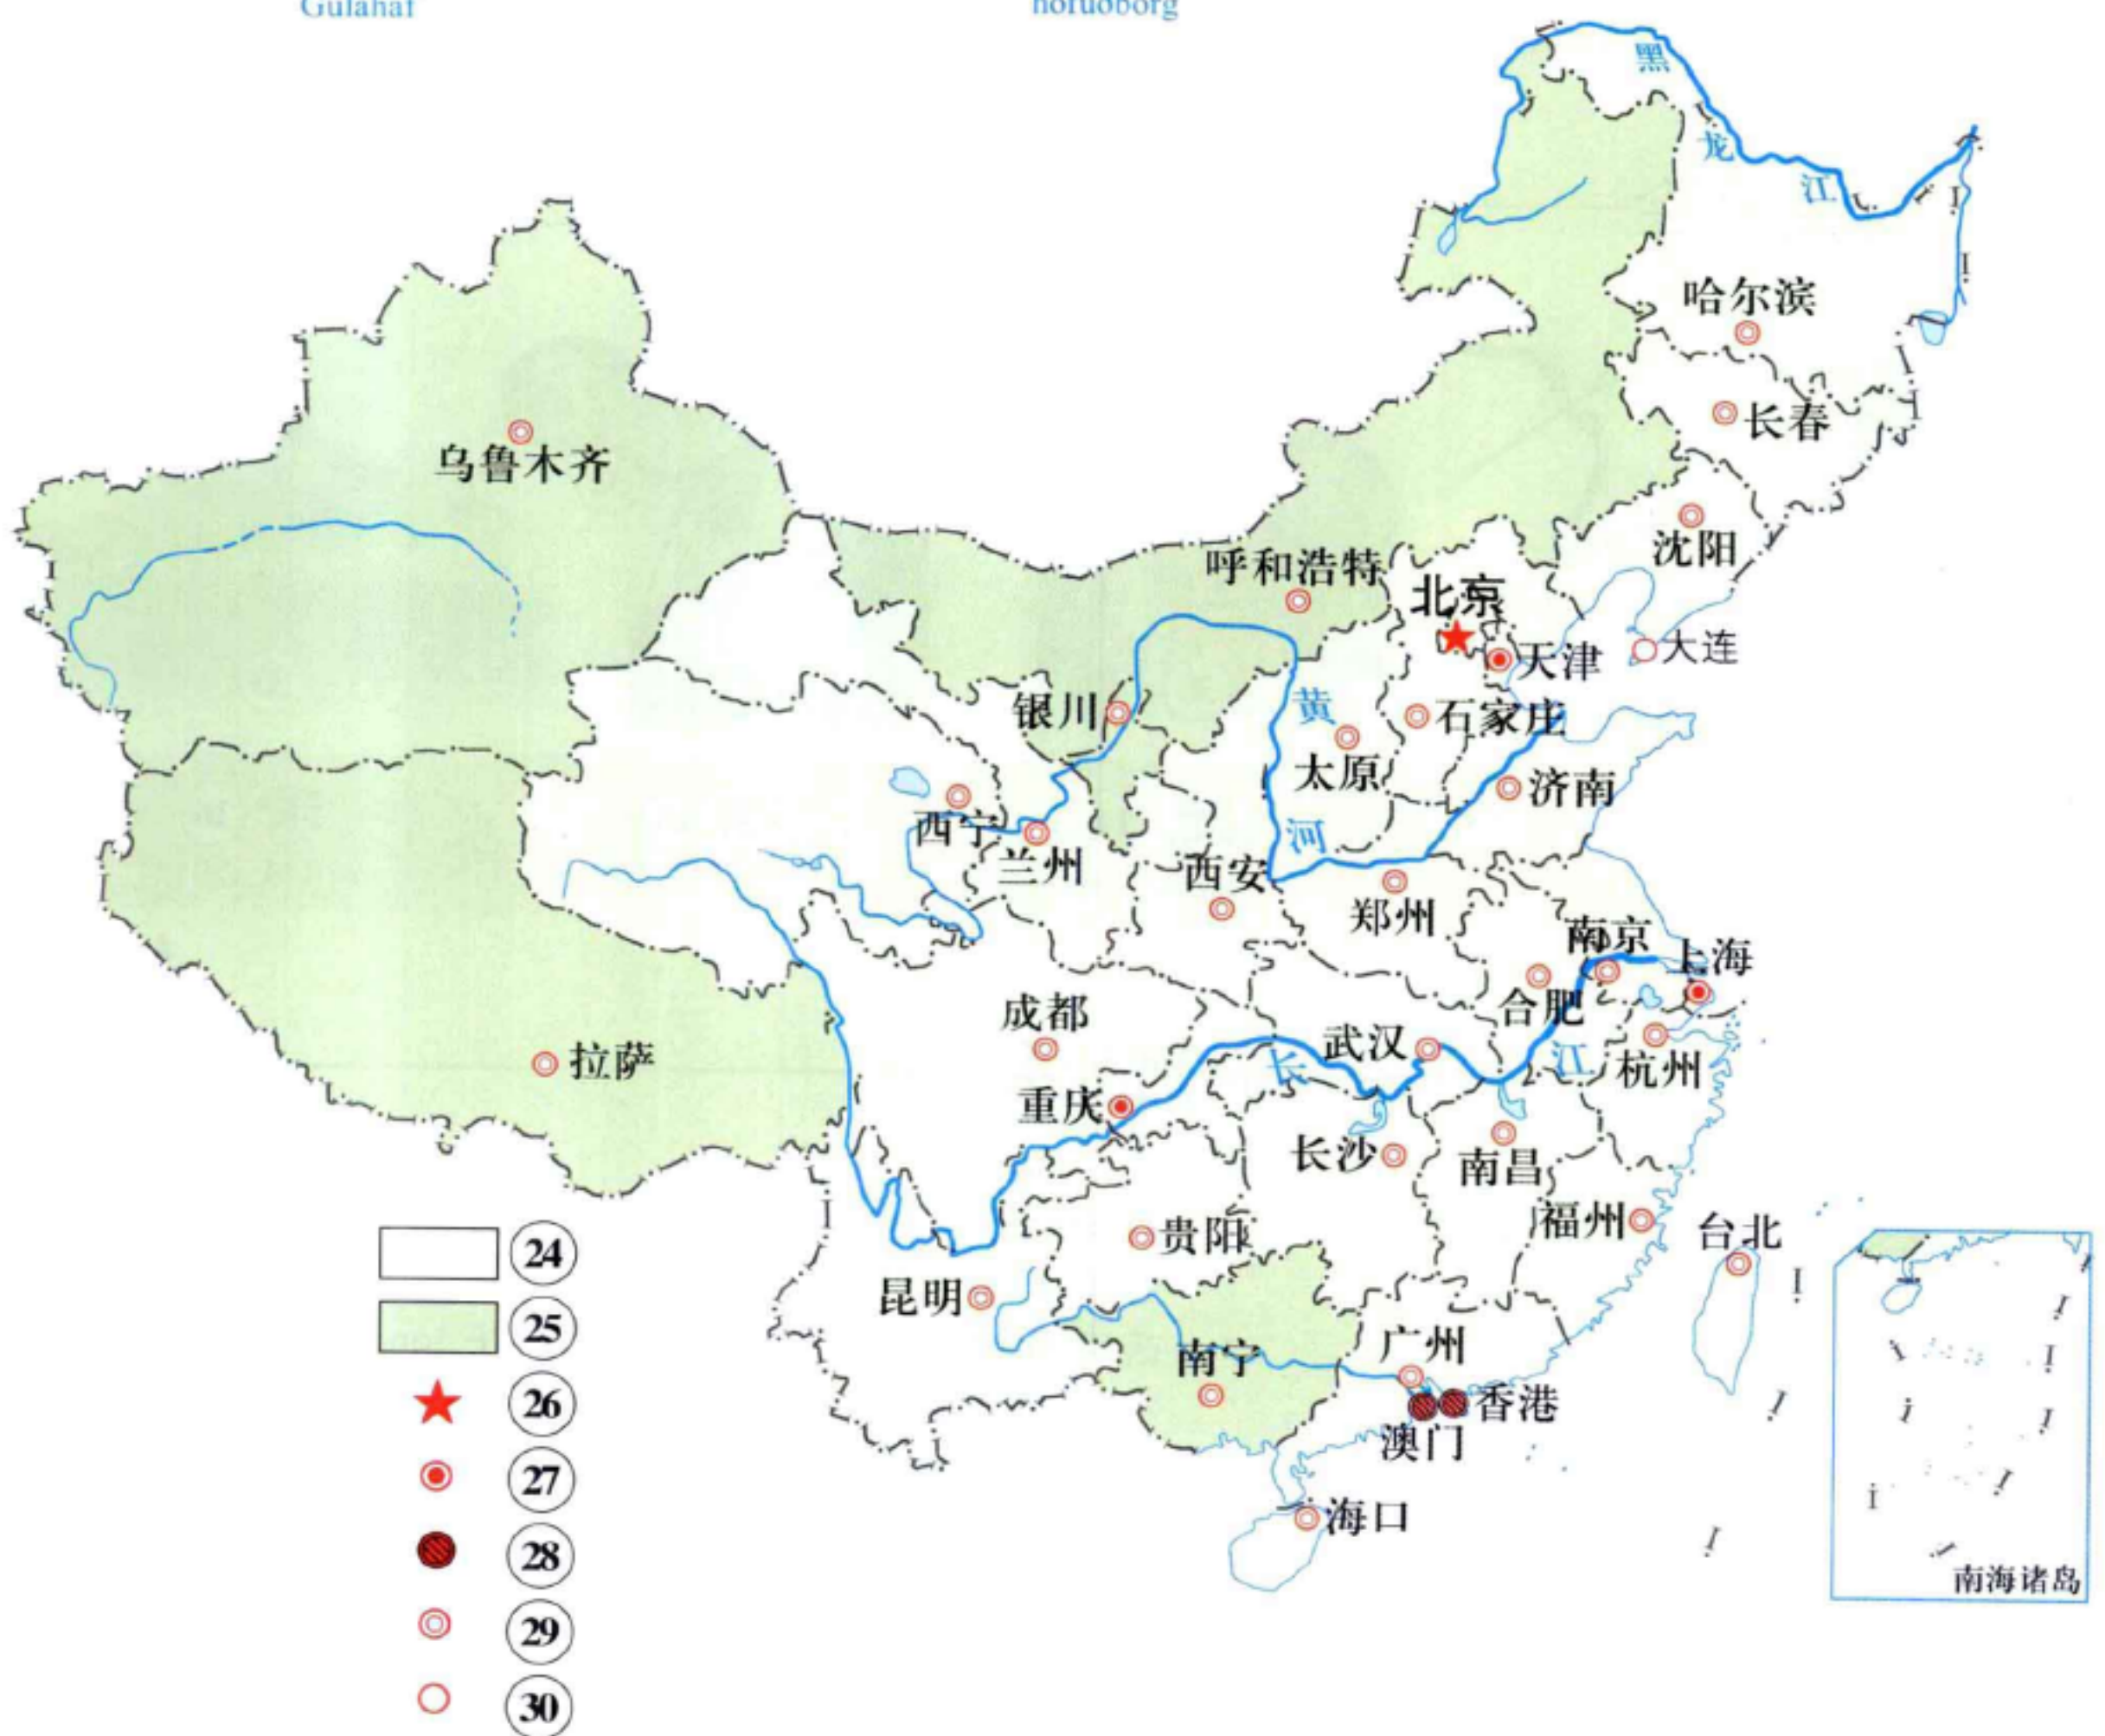 Gulahaf
hofuoborg
黑
龙
江
哈尔滨
长春
乌鲁木齐
沈阳
呼和浩特
北京
天津
大连
银川
黄
石家庄
太原
济南
河
西宁
兰州
西安
郑州
南京
上海
合肥
成都
武汉
长
江
杭州
拉萨
重庆
长沙
南昌
贵阳
福州
台北
昆明
南宁
广州
香港
澳门
海口
南海诸岛
24
25
26
27
28
29
30